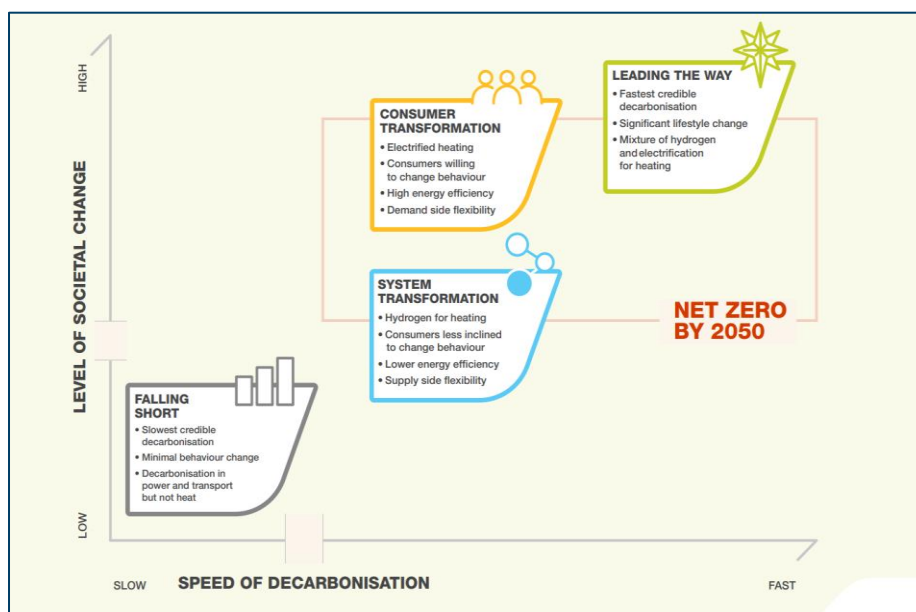 HIGH
LEVEL OF SOCIETAL CHANGE
LOW
LEADING THE WAY
• Fastest credible
decarbonisation
• Significant lifestyle change
• Mixture of hydrogen
and electrification
for heating
CONSUMER
TRANSFORMATION
• Electrified heating
• Consumers willing
to change behaviour
• High energy efficiency
• Demand side flexibility
SYSTEM
TRANSFORMATION
• Hydrogen for heating
• Consumers less inclined
to change behaviour
• Lower energy efficiency
• Supply side flexibility
NET ZERO
BY 2050
FALLING
SHORT
• Slowest credible
decarbonisation
• Minimal behaviour change
• Decarbonisation in
power and transport
but not heat
SLOW
SPEED OF DECARBONISATION
FAST